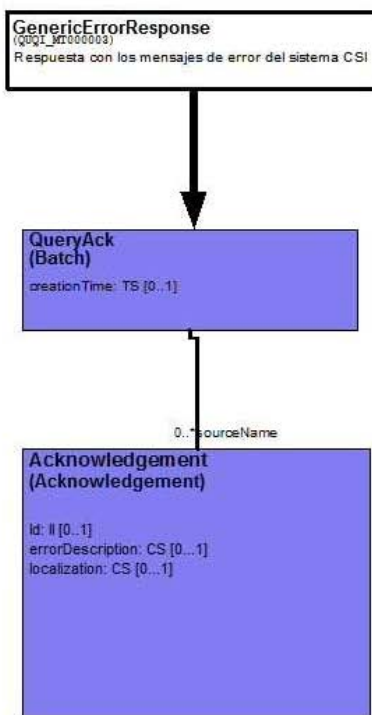 GenericErrorResponse
(QUQI_MT000003)
Respuesta con los mensajes de error del sistema CSI
QueryAck
(Batch)
creationTime: TS [0..1]
0..*sourceName
Acknowledgement
(Acknowledgement)
Id: II [0..1]
errorDescription: CS [0..1]
localization: CS [0..1]